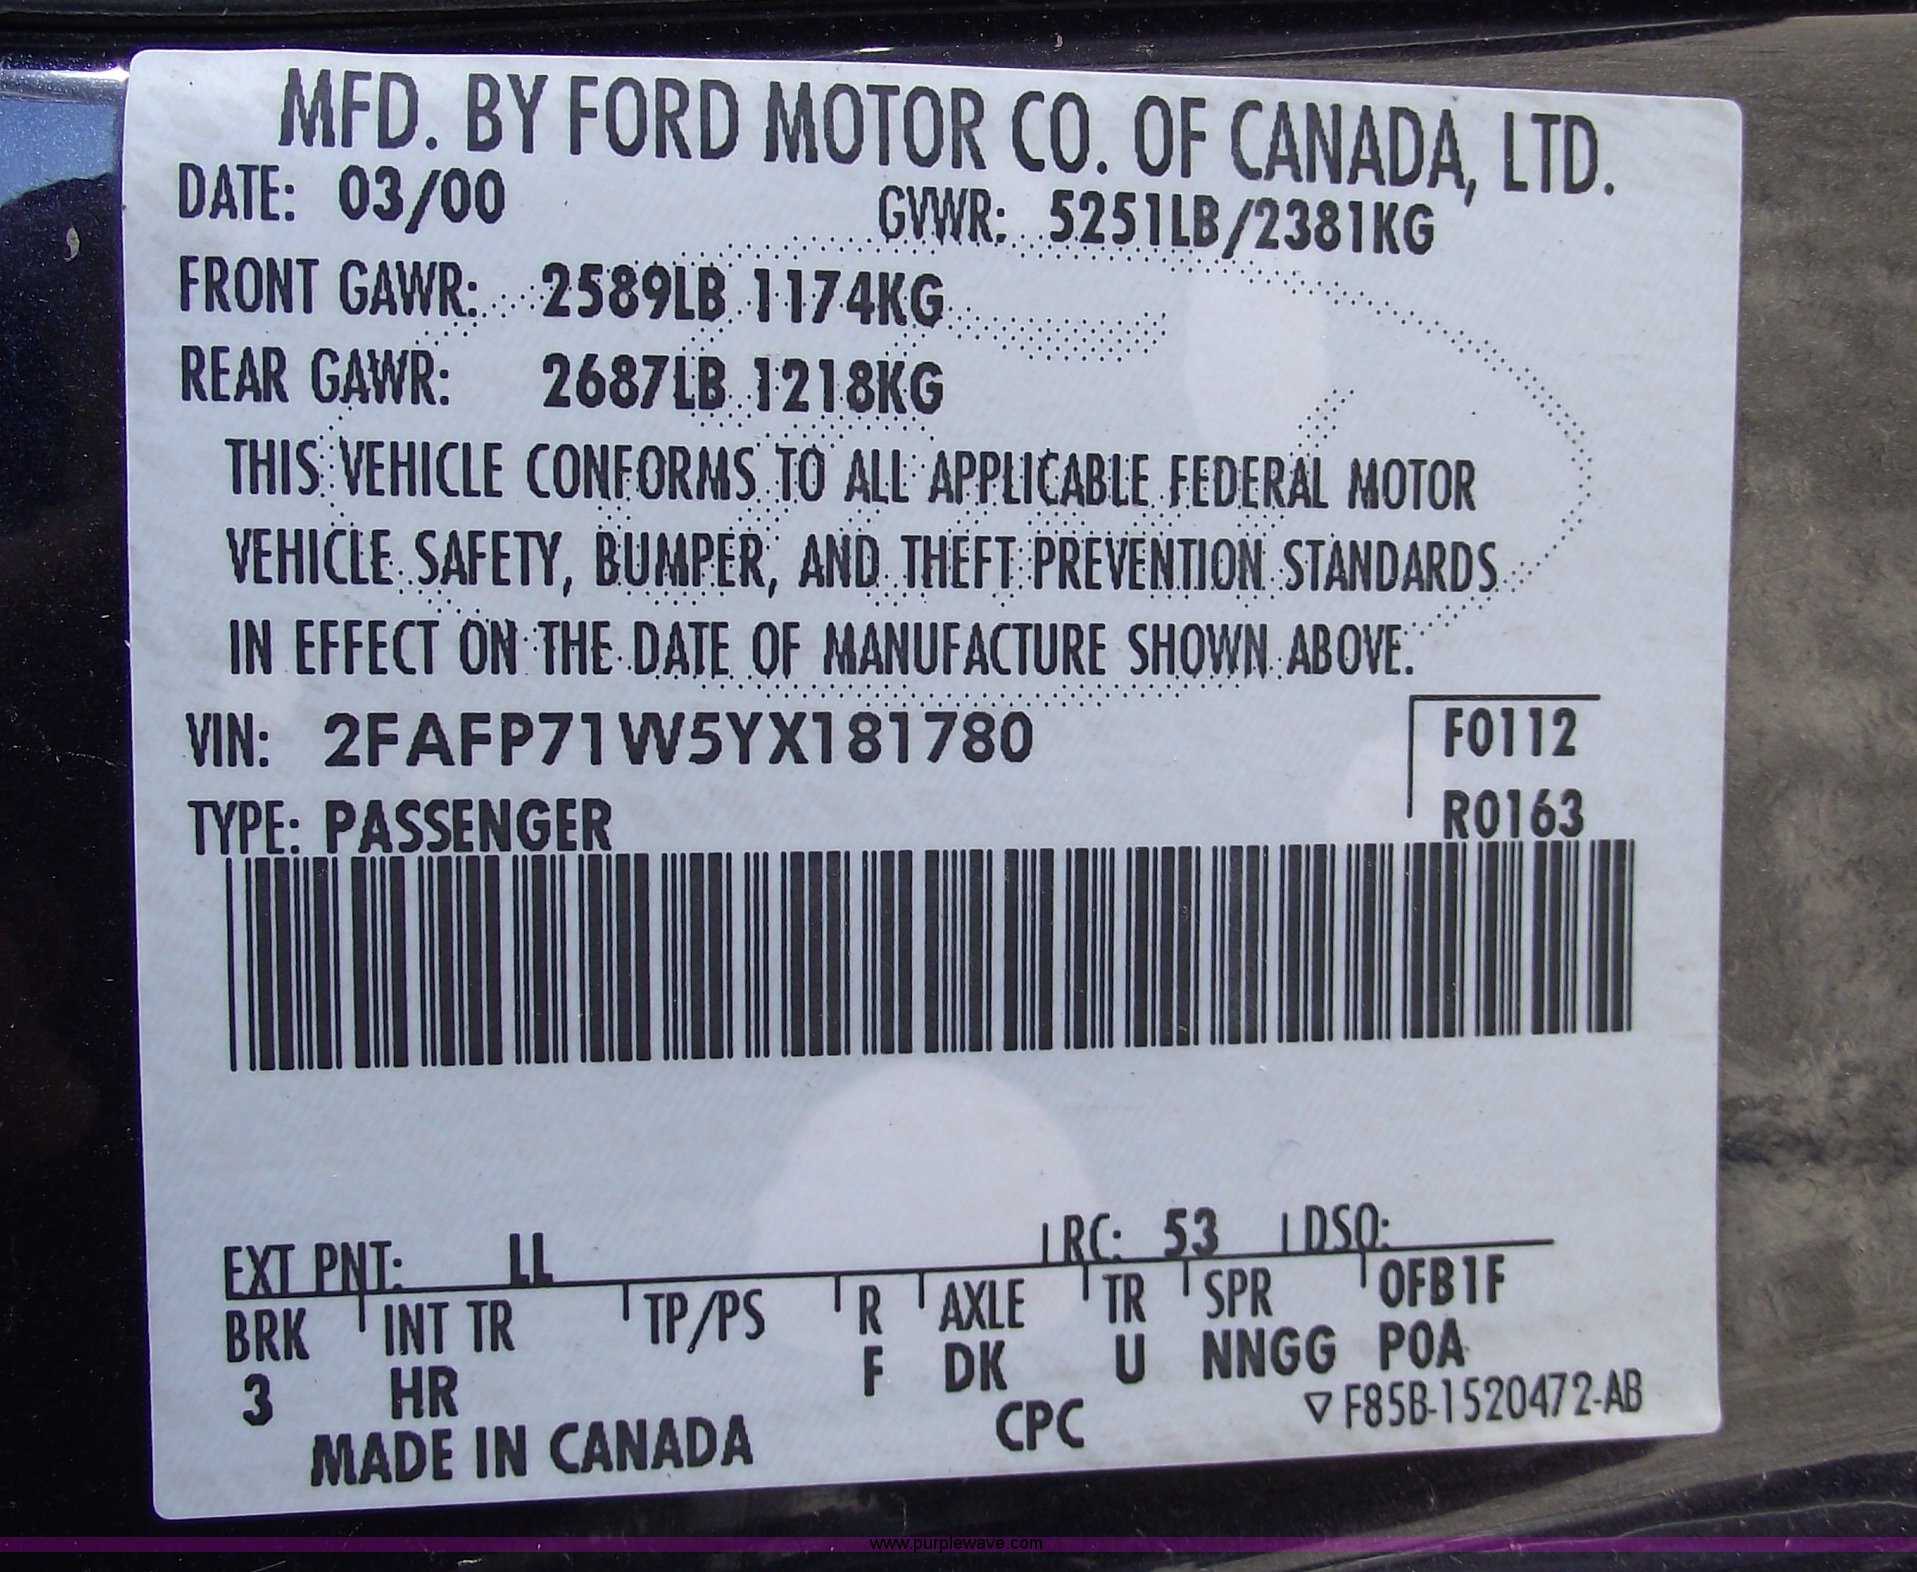 MFD. BY FORD MOTOR CO. OF CANADA, LTD.
DATE: 03/00 GVWR: 5251LB/2381KG
FRONT GAWR: 2589LB 1174KG
REAR GAWR: 2687LB 1218KG
THIS VEHICLE CONFORMS TO ALL APPLICABLE FEDERAL MOTOR
VEHICLE SAFETY, BUMPER, AND THEFT PREVENTION STANDARDS
IN EFFECT ON THE DATE OF MANUFACTURE SHOWN ABOVE.
VIN: 2FAFP71W5YX181780 F0112
TYPE: PASSENGER R0163
EXT PNT: LL RC: 53 DSO:
BRK INT TR TP/PS R AXLE TR SPR OFB1F
3 HR F DK U NNGG POA
MADE IN CANADA CPC ▽ F85B-1520472-AB
www.purplewave.com